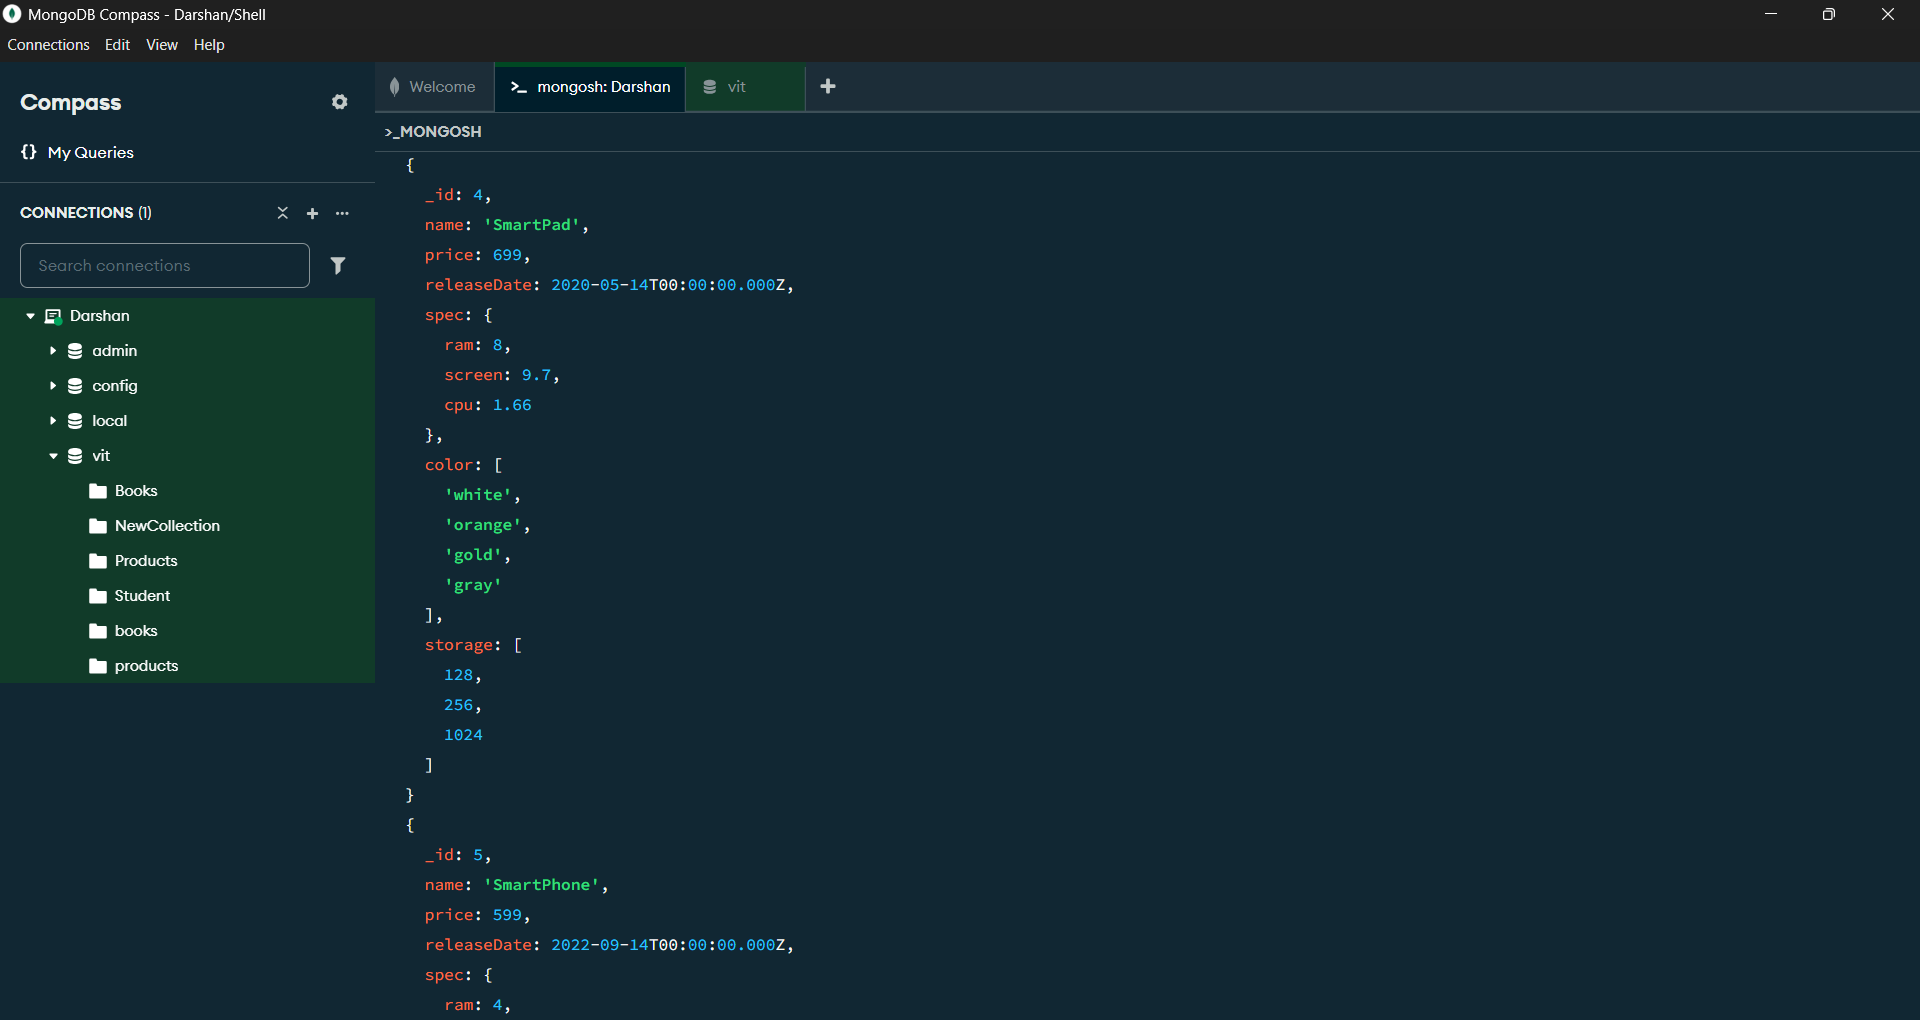 MongoDB Compass - Darshan/Shell
Connections Edit View Help
Compass
{} My Queries
CONNECTIONS (1)
Search connections
Darshan
admin
config
local
vit
Books
NewCollection
Products
Student
books
products
Welcome
>_ mongosh: Darshan
vit
>_MONGOSH
{
_id: 4,
name: 'SmartPad',
price: 699,
releaseDate: 2020-05-14T00:00:00.000Z,
spec: {
ram: 8,
screen: 9.7,
cpu: 1.66
},
color: [
'white',
'orange',
'gold',
'gray'
],
storage: [
128,
256,
1024
]
}
{
_id: 5,
name: 'SmartPhone',
price: 599,
releaseDate: 2022-09-14T00:00:00.000Z,
spec: {
ram: 4,